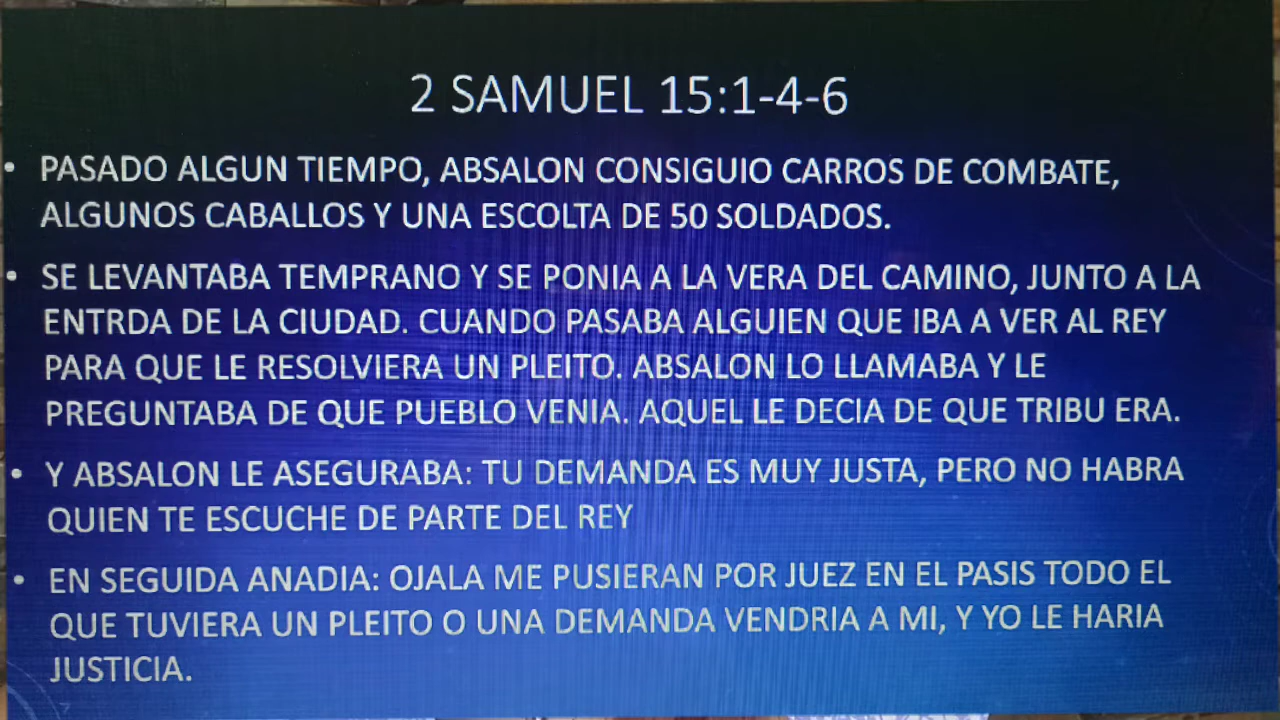 2 SAMUEL 15:1-4-6
• PASADO ALGUN TIEMPO, ABSALON CONSIGUIO CARROS DE COMBATE,
ALGUNOS CABALLOS Y UNA ESCOLTA DE 50 SOLDADOS.
• SE LEVANTABA TEMPRANO Y SE PONIA A LA VERA DEL CAMINO, JUNTO A LA
ENTRDA DE LA CIUDAD. CUANDO PASABA ALGUIEN QUE IBA A VER AL REY
PARA QUE LE RESOLVIERA UN PLEITO. ABSALON LO LLAMABA Y LE
PREGUNTABA DE QUE PUEBLO VENIA. AQUEL LE DECIA DE QUE TRIBU ERA.
• Y ABSALON LE ASEGURABA: TU DEMANDA ES MUY JUSTA, PERO NO HABRA
QUIEN TE ESCUCHE DE PARTE DEL REY
• EN SEGUIDA ANADIA: OJALA ME PUSIERAN POR JUEZ EN EL PASIS TODO EL
QUE TUVIERA UN PLEITO O UNA DEMANDA VENDRIA A MI, Y YO LE HARIA
JUSTICIA.